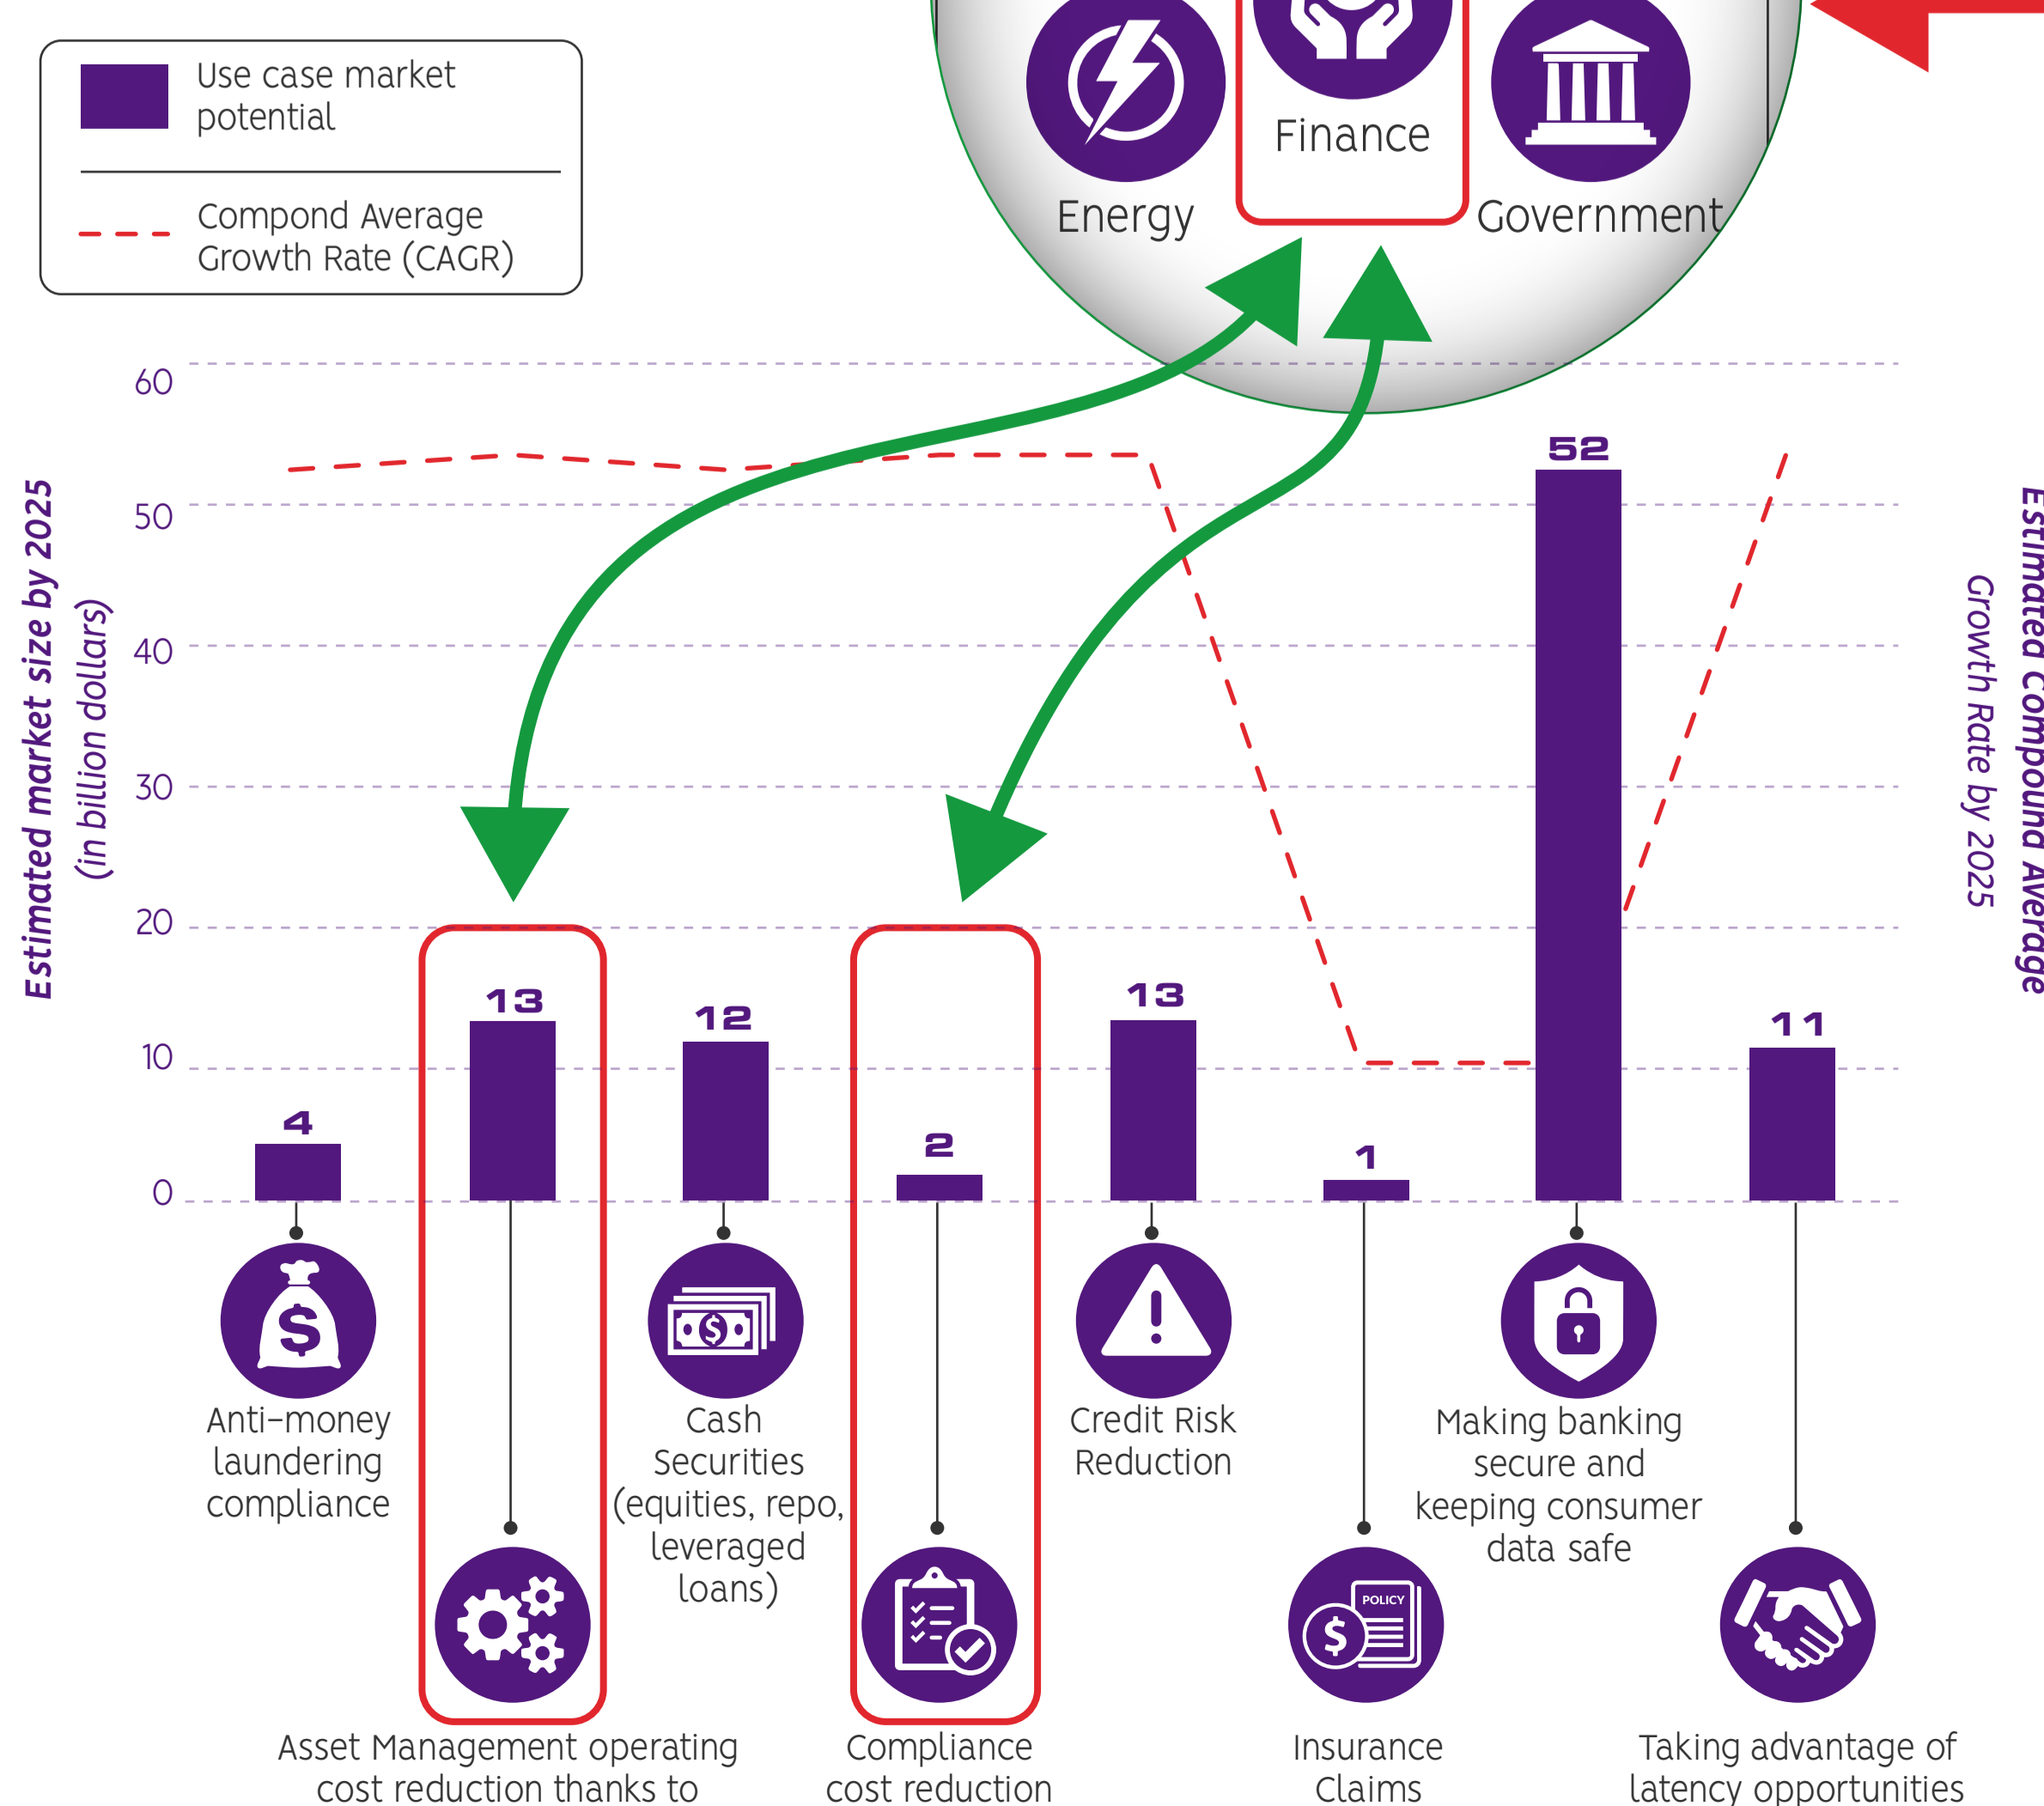 Use case market
potential
Compond Average
Growth Rate (CAGR)
Energy
Finance
Government
60
50
40
30
20
10
0
Estimated market size by 2025
(in billion dollars)
Estimated Compound Average
Growth Rate by 2025
4
13
12
2
13
1
52
11
Anti-money
laundering
compliance
Asset Management operating
cost reduction thanks to
Cash
Securities
(equities, repo,
leveraged
loans)
Compliance
cost reduction
Credit Risk
Reduction
POLICY
Insurance
Claims
Making banking
secure and
keeping consumer
data safe
Taking advantage of
latency opportunities